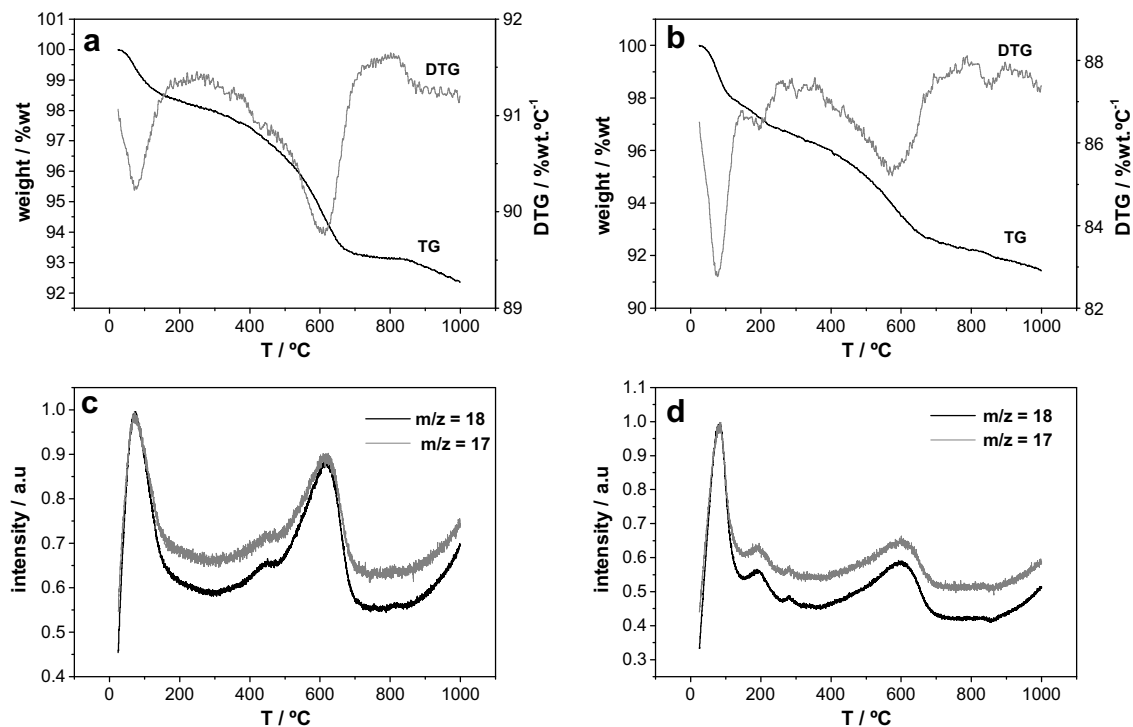 a
101
100
99
98
97
96
95
94
93
92
weight / %wt
92
91
90
89
DTG / %wt.ºC⁻¹
DTG
TG
0 200 400 600 800 1000
T / ºC
b
100
98
96
94
92
90
weight / %wt
88
86
84
82
DTG / %wt.ºC⁻¹
DTG
TG
0 200 400 600 800 1000
T / ºC
c
1.0
0.9
0.8
0.7
0.6
0.5
0.4
intensity / a.u
m/z = 18
m/z = 17
0 200 400 600 800 1000
T / ºC
d
1.1
1.0
0.9
0.8
0.7
0.6
0.5
0.4
0.3
intensity / a.u
m/z = 18
m/z = 17
0 200 400 600 800 1000
T / ºC